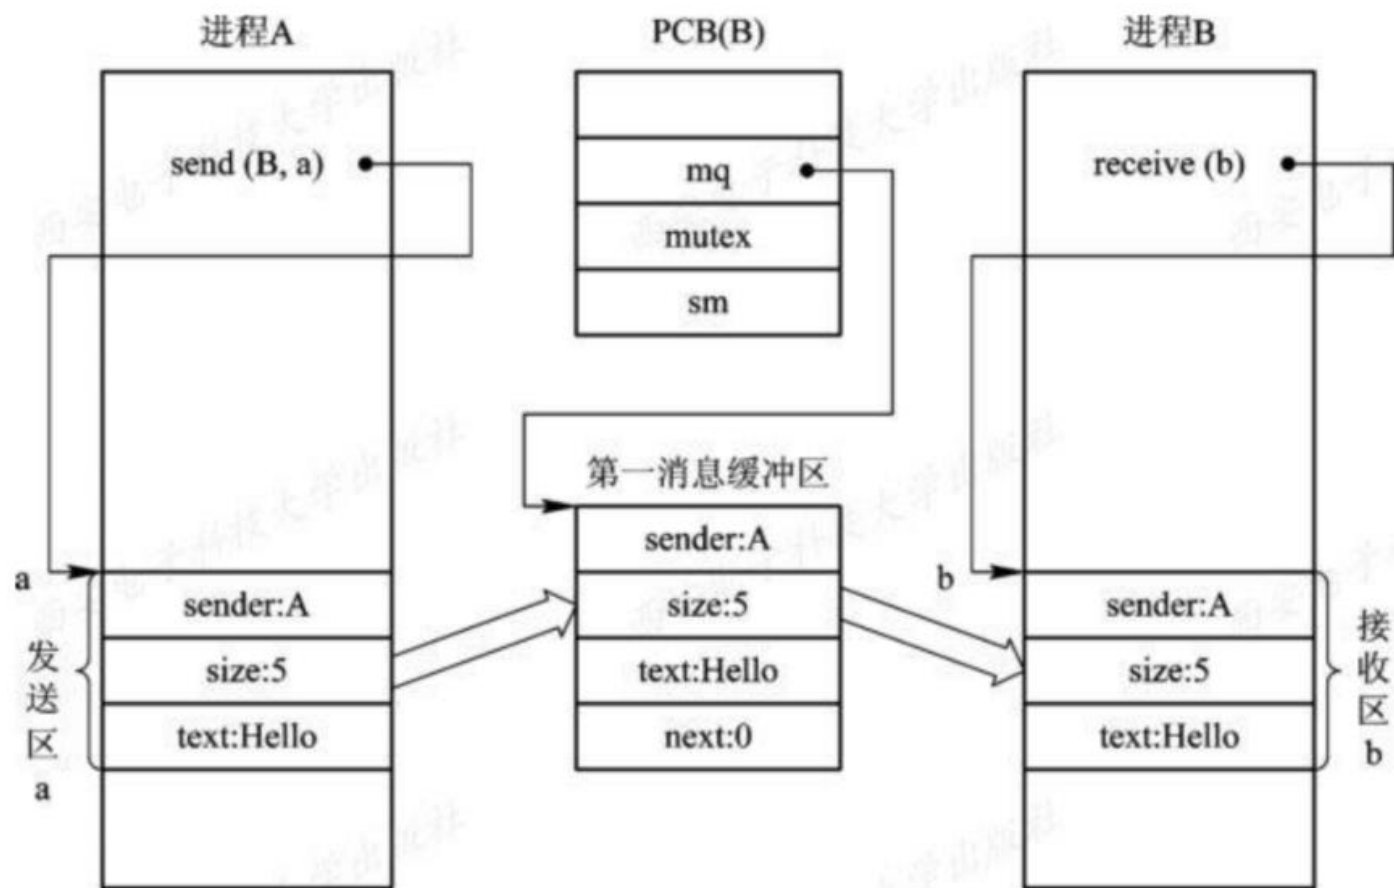 进程A
PCB(B)
进程B
send (B, a)
mq
receive (b)
mutex
sm
第一消息缓冲区
sender:A
a
b
sender:A
size:5
sender:A
发送区a
size:5
text:Hello
size:5
接收区b
text:Hello
next:0
text:Hello